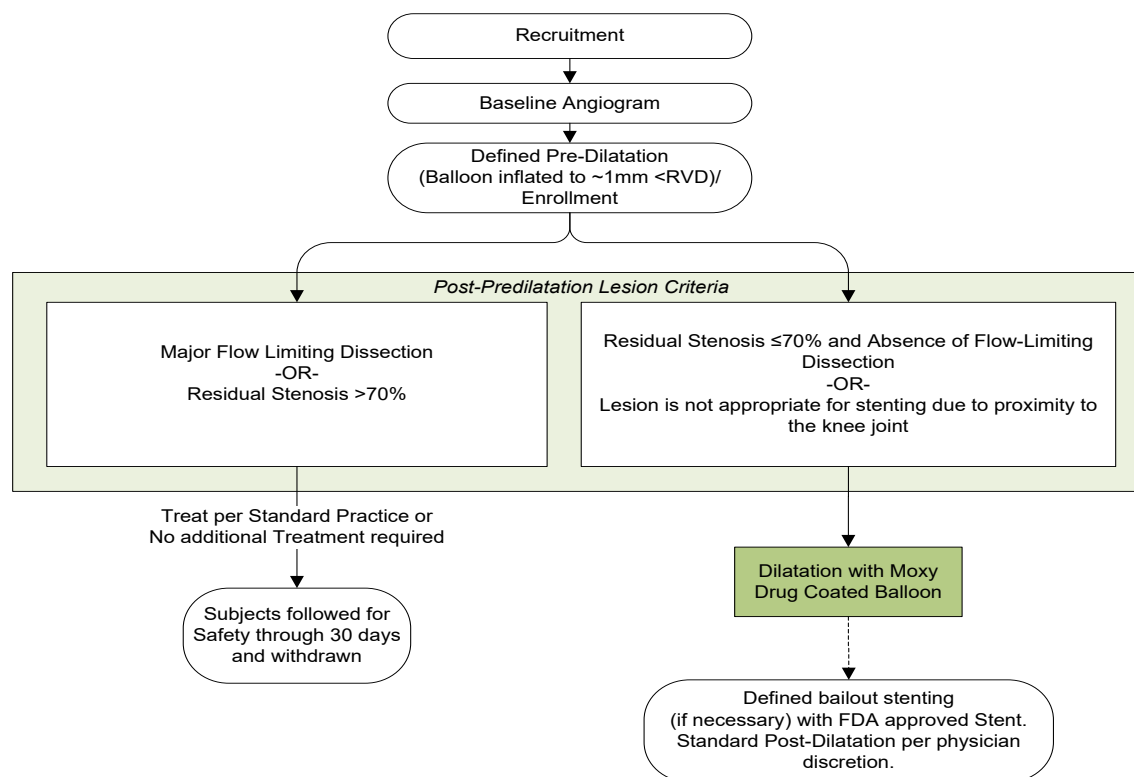 Recruitment
Baseline Angiogram
Defined Pre-Dilatation
(Balloon inflated to ~1mm <RVD)/
Enrollment
Post-Predilatation Lesion Criteria
Major Flow Limiting Dissection
-OR-
Residual Stenosis >70%
Residual Stenosis ≤70% and Absence of Flow-Limiting
Dissection
-OR-
Lesion is not appropriate for stenting due to proximity to
the knee joint
Treat per Standard Practice or
No additional Treatment required
Subjects followed for
Safety through 30 days
and withdrawn
Dilatation with Moxy
Drug Coated Balloon
Defined bailout stenting
(if necessary) with FDA approved Stent.
Standard Post-Dilatation per physician
discretion.